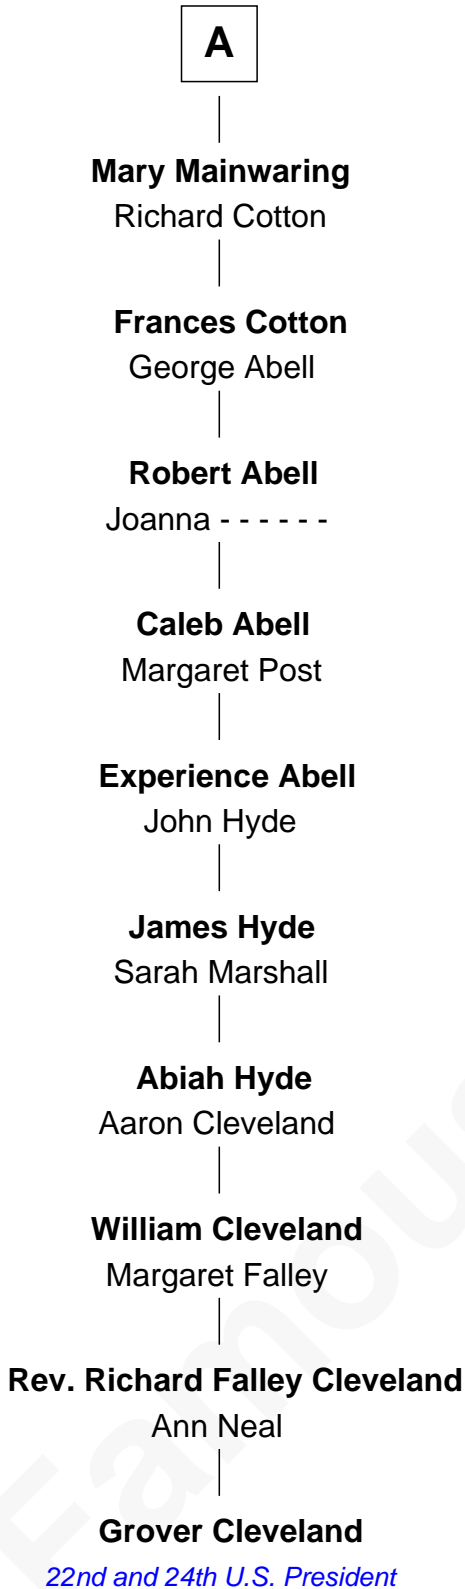 A
Mary Mainwaring
Richard Cotton
Frances Cotton
George Abell
Robert Abell
Joanna - - - - - -
Caleb Abell
Margaret Post
Experience Abell
John Hyde
James Hyde
Sarah Marshall
Abiah Hyde
Aaron Cleveland
William Cleveland
Margaret Falley
Rev. Richard Falley Cleveland
Ann Neal
Grover Cleveland
22nd and 24th U.S. President
Famous